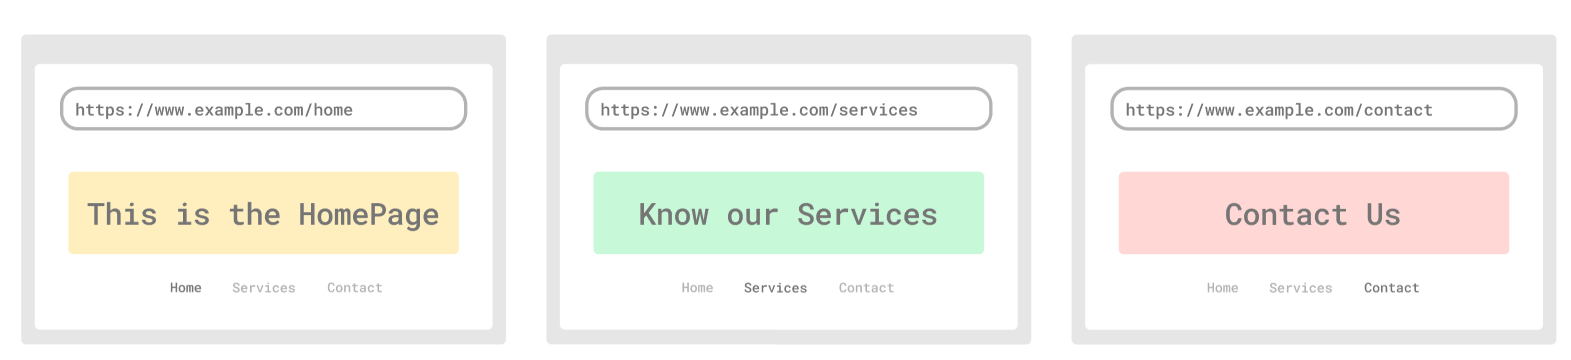 https://www.example.com/home
This is the HomePage
Home Services Contact
https://www.example.com/services
Know our Services
Home Services Contact
https://www.example.com/contact
Contact Us
Home Services Contact